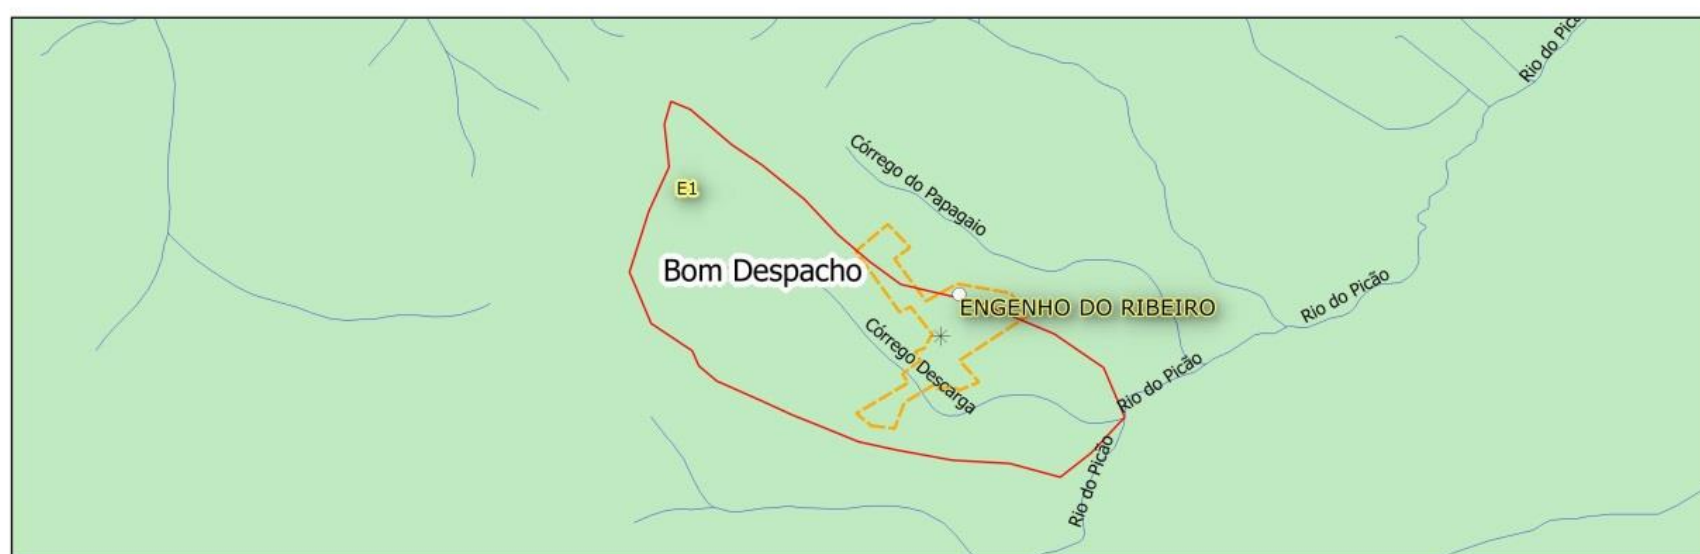 Rio do Pic
Córrego do Papagaio
E1
Bom Despacho
ENGENHO DO RIBEIRO
Rio do Picão
Córrego Descarga
Rio do Picão
Rio do Picão